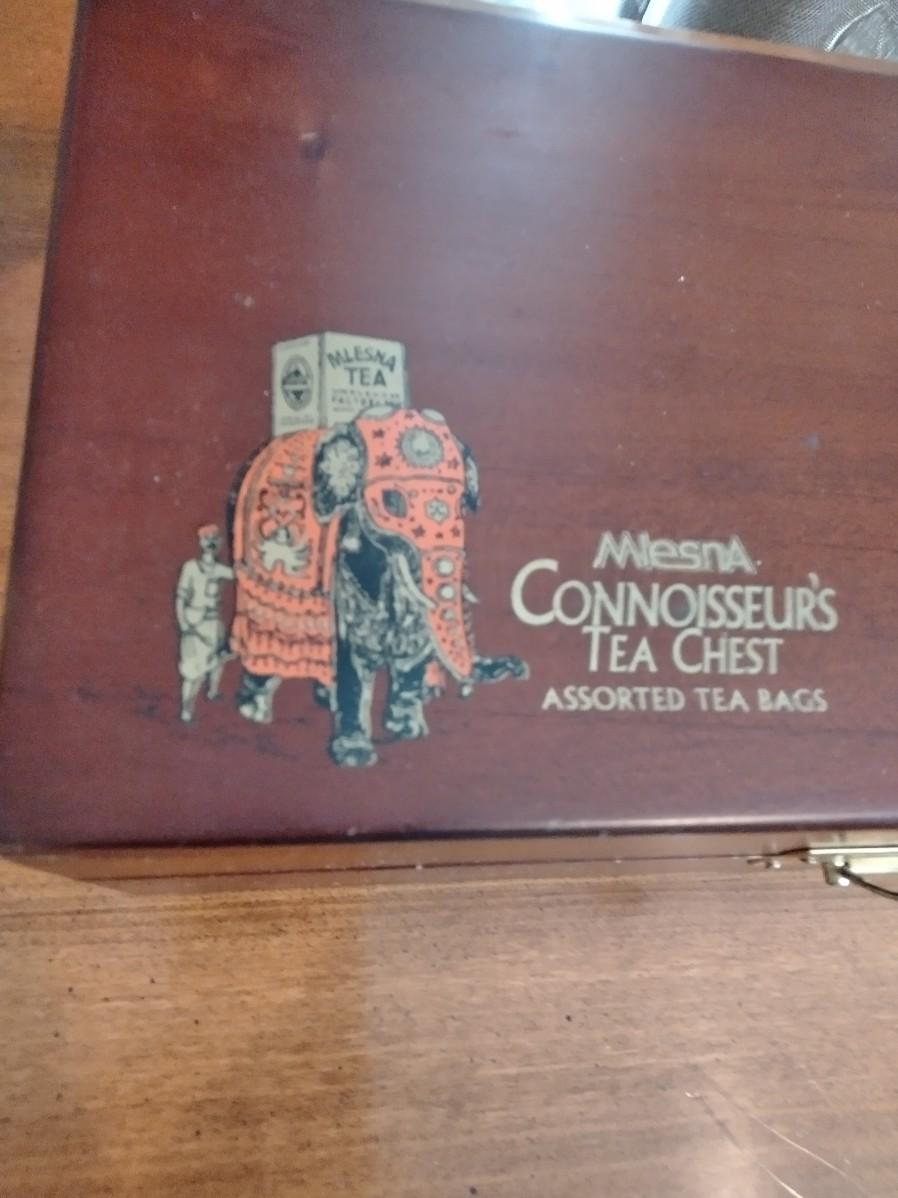 MLESNA
TEA
MlesnA
CONNOISSEUR'S
TEA CHEST
ASSORTED TEA BAGS